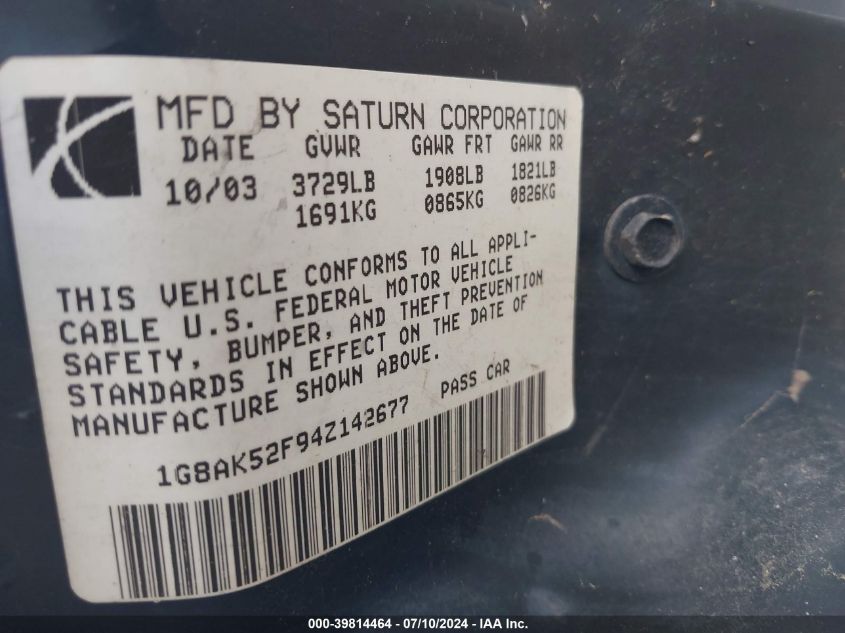 MFD BY SATURN CORPORATION
DATE GVWR GAWR FRT GAWR RR
10/03 3729LB 1908LB 1821LB
1691KG 0865KG 0826KG
THIS VEHICLE CONFORMS TO ALL APPLI-
CABLE U.S. FEDERAL MOTOR VEHICLE
SAFETY, BUMPER, AND THEFT PREVENTION
STANDARDS IN EFFECT ON THE DATE OF
MANUFACTURE SHOWN ABOVE.
1G8AK52F94Z142677 PASS CAR
000-39814464 / 07/10/2024 - IAA Inc.